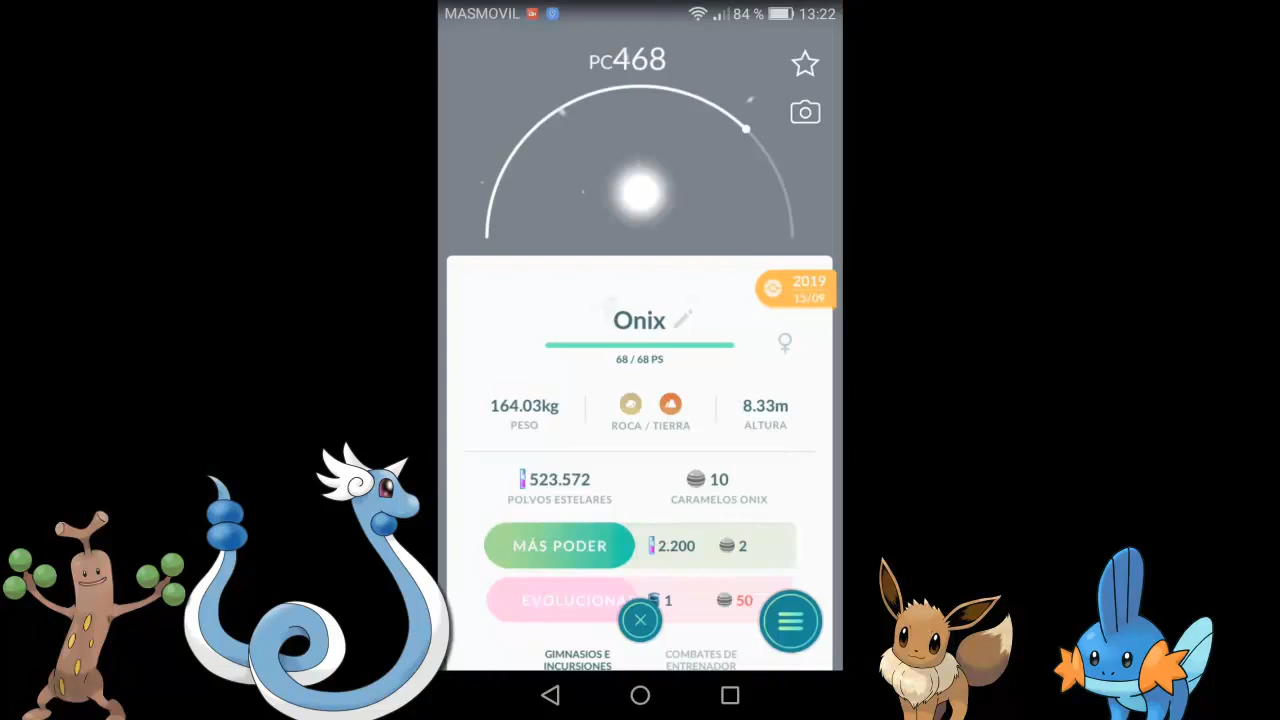 MASMOVIL 84 % 13:22
PC468
2019
15/09
Onix
68 / 68 PS
164.03kg 8.33m
PESO ROCA / TIERRA ALTURA
523.572 10
POLVOS ESTELARES CARAMELOS ONIX
MÁS PODER 2.200 2
EVOLUCIONA 1 50
GIMNASIOS E INCURSIONES
COMBATES DE ENTRENADOR